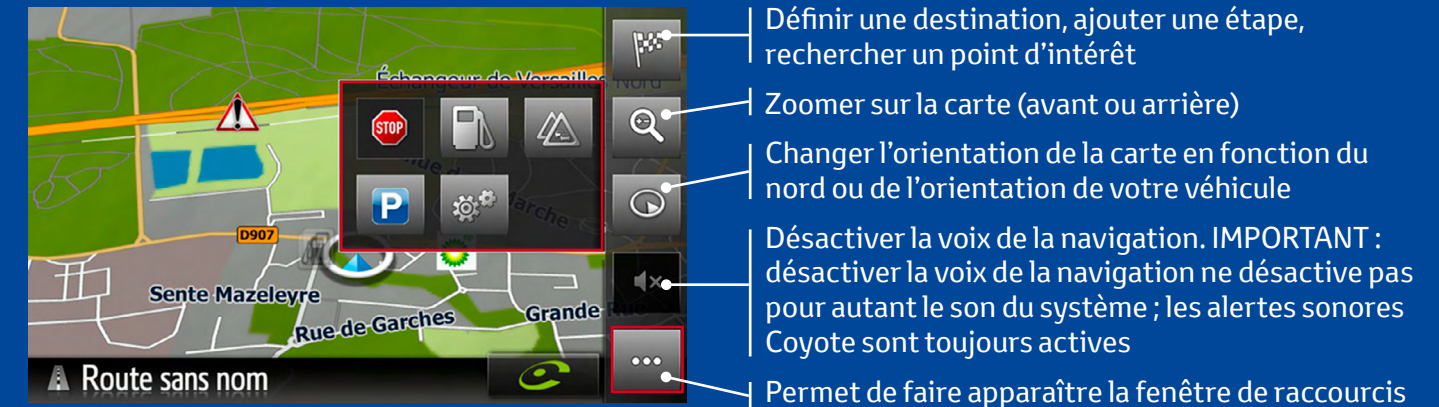 Échangeur de Versailles Nord
STOP
P
D907
Sente Mazeleyre
Rue de Garches
Grande Rue
Route sans nom
Définir une destination, ajouter une étape,
rechercher un point d’intérêt
Zoomer sur la carte (avant ou arrière)
Changer l’orientation de la carte en fonction du
nord ou de l’orientation de votre véhicule
Désactiver la voix de la navigation. IMPORTANT :
désactiver la voix de la navigation ne désactive pas
pour autant le son du système ; les alertes sonores
Coyote sont toujours actives
Permet de faire apparaître la fenêtre de raccourcis